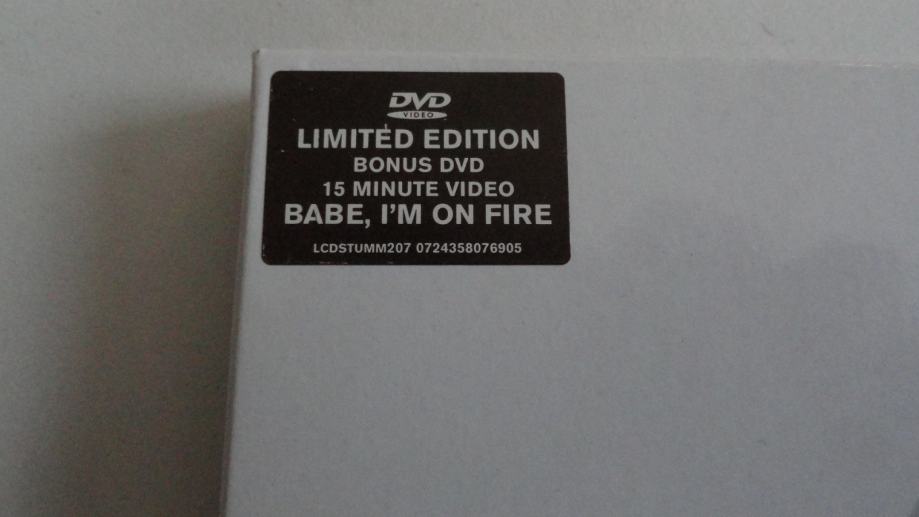 DVD
VIDEO
LIMITED EDITION
BONUS DVD
15 MINUTE VIDEO
BABE, I'M ON FIRE
LCDSTUMM207 0724358076905